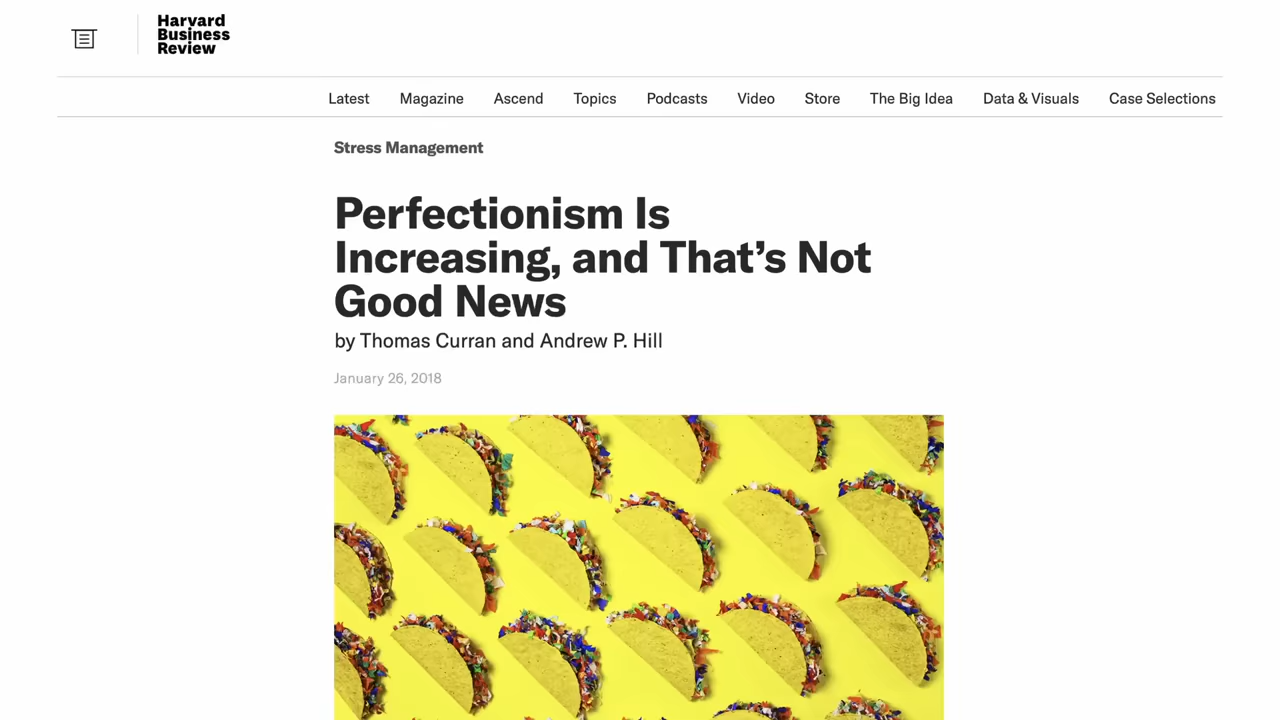 Harvard
Business
Review
Latest Magazine Ascend Topics Podcasts Video Store The Big Idea Data & Visuals Case Selections
Stress Management
Perfectionism Is
Increasing, and That’s Not
Good News
by Thomas Curran and Andrew P. Hill
January 26, 2018